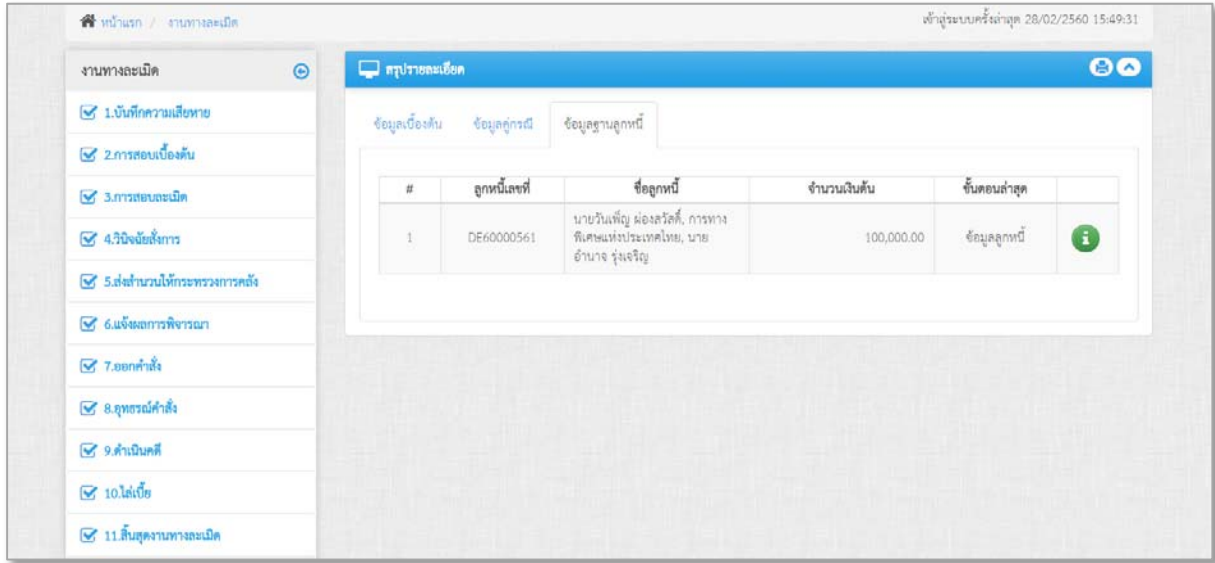 หน้าแรก / งานทางละเมิด
เข้าสู่ระบบครั้งล่าสุด 28/02/2560 15:49:31
งานทางละเมิด
1.บันทึกความเสียหาย
2.การสอบเบื้องต้น
3.การสอบละเมิด
4.วินิจฉัยสั่งการ
5.ส่งสำนวนให้กระทรวงการคลัง
6.แจ้งผลการพิจารณา
7.ออกคำสั่ง
8.อุทธรณ์คำสั่ง
9.ดำเนินคดี
10.ไล่เบี้ย
11.สิ้นสุดงานทางละเมิด
สรุปรายละเอียด
ข้อมูลเบื้องต้น ข้อมูลคู่กรณี ข้อมูลฐานลูกหนี้
# ลูกหนี้เลขที่ ชื่อลูกหนี้ จำนวนเงินต้น ขั้นตอนล่าสุด
1 DE60000561 นายวันเพ็ญ ผ่องสวัสดิ์, การทาง
พิเศษแห่งประเทศไทย, นาย
อำนาจ รุ่งเจริญ 100,000.00 ข้อมูลลูกหนี้